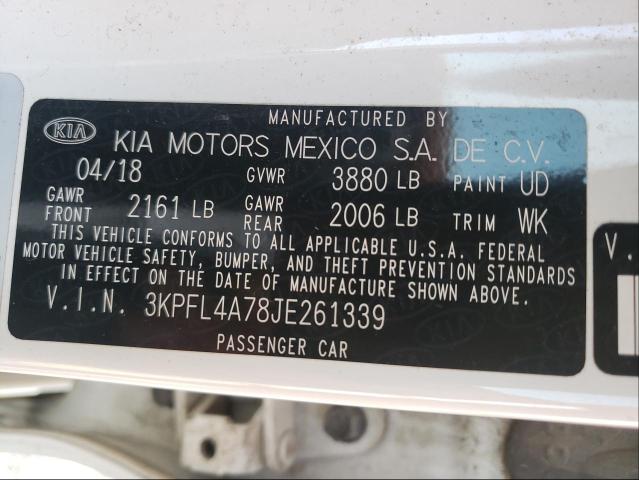 MANUFACTURED BY
KIA KIA MOTORS MEXICO S.A. DE C.V.
04/18 GVWR 3880 LB PAINT UD
GAWR FRONT 2161 LB GAWR REAR 2006 LB TRIM WK
THIS VEHICLE CONFORMS TO ALL APPLICABLE U.S.A. FEDERAL
MOTOR VEHICLE SAFETY, BUMPER, AND THEFT PREVENTION STANDARDS
IN EFFECT ON THE DATE OF MANUFACTURE SHOWN ABOVE.
V.I.N. 3KPFL4A78JE261339
PASSENGER CAR
V.